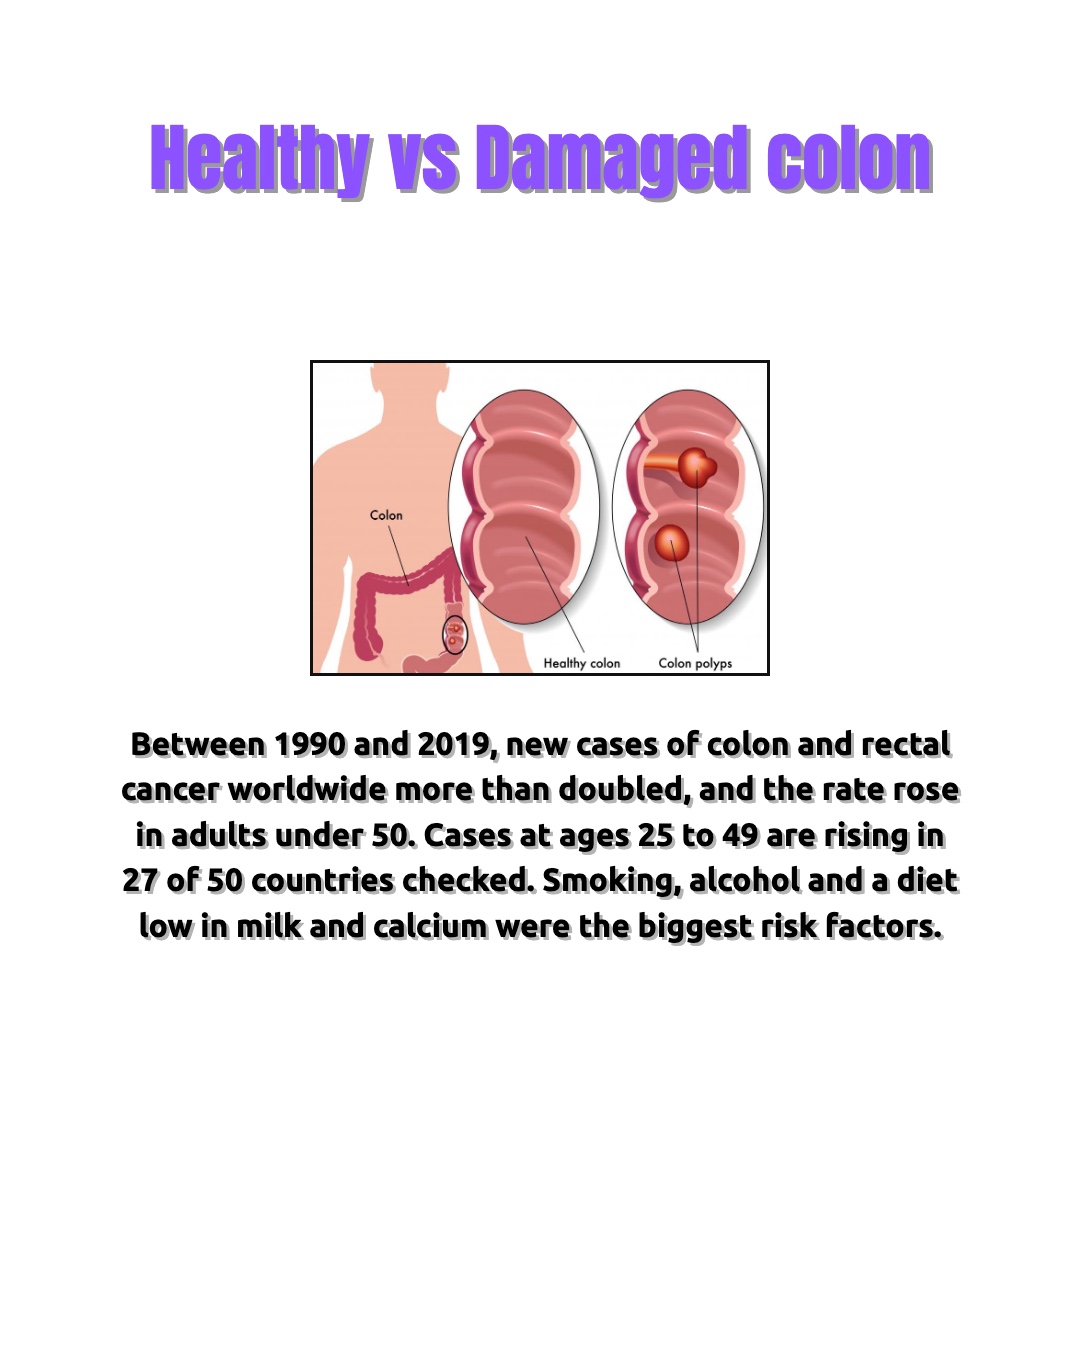 Healthy vs Damaged colon
Colon
Healthy colon
Colon polyps
Between 1990 and 2019, new cases of colon and rectal
cancer worldwide more than doubled, and the rate rose
in adults under 50. Cases at ages 25 to 49 are rising in
27 of 50 countries checked. Smoking, alcohol and a diet
low in milk and calcium were the biggest risk factors.